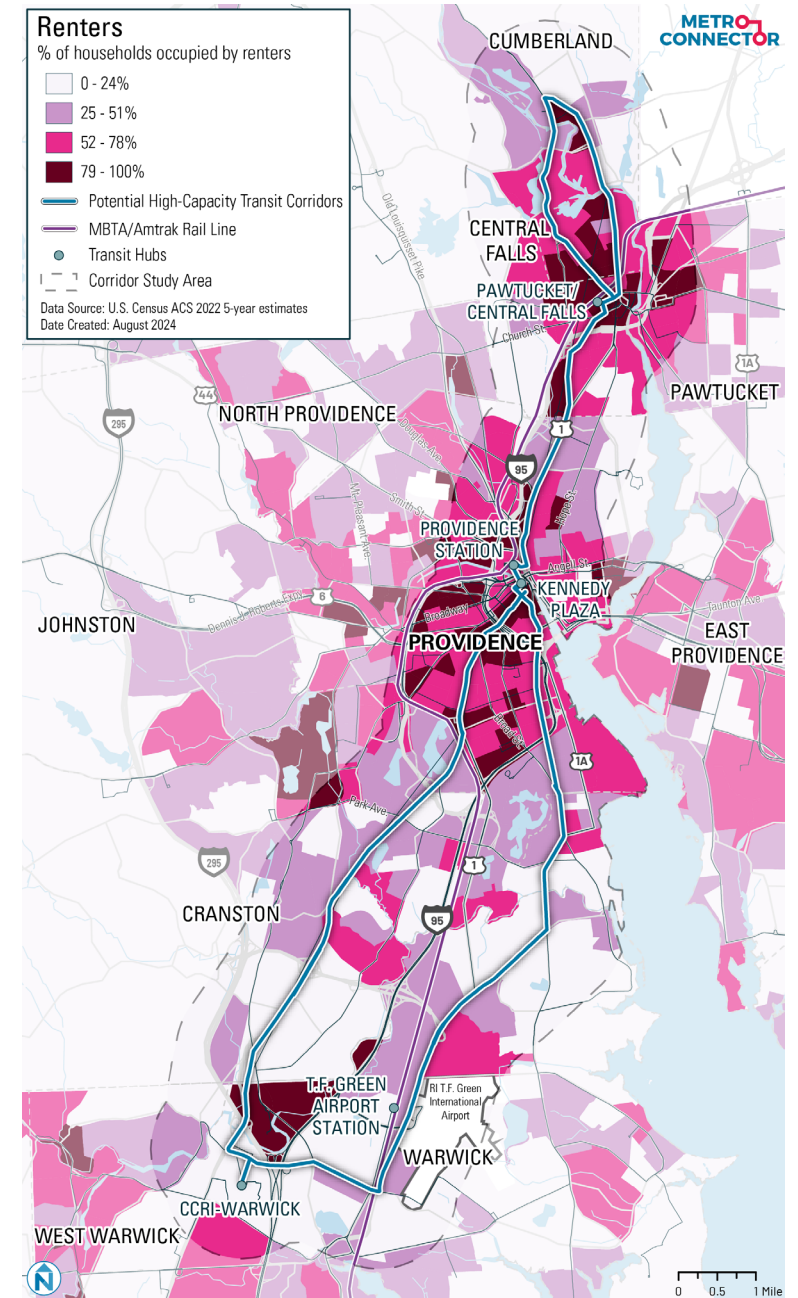 Renters
% of households occupied by renters
0 - 24%
25 - 51%
52 - 78%
79 - 100%
Potential High-Capacity Transit Corridors
MBTA/Amtrak Rail Line
Transit Hubs
Corridor Study Area
Data Source: U.S. Census ACS 2022 5-year estimates
Date Created: August 2024
METRO
CONNECTOR
CUMBERLAND
Old Louisquisset Pike
CENTRAL
FALLS
PAWTUCKET/
CENTRAL FALLS
Church St.
1A
44
PAWTUCKET
295
NORTH PROVIDENCE
Douglas Ave.
1
95
Mt. Pleasant Ave.
Smith St.
Hope St.
PROVIDENCE
STATION
Angell St.
KENNEDY
PLAZA
6
Dennis J. Roberts Expy.
Broadway
Taunton Ave
JOHNSTON
PROVIDENCE
EAST
PROVIDENCE
Broad St.
1A
Park Ave.
295
1
CRANSTON
95
T.F. GREEN
AIRPORT
STATION
RI T.F. Green
International
Airport
WARWICK
CCRI-WARWICK
WEST WARWICK
N
0 0.5 1 Mile